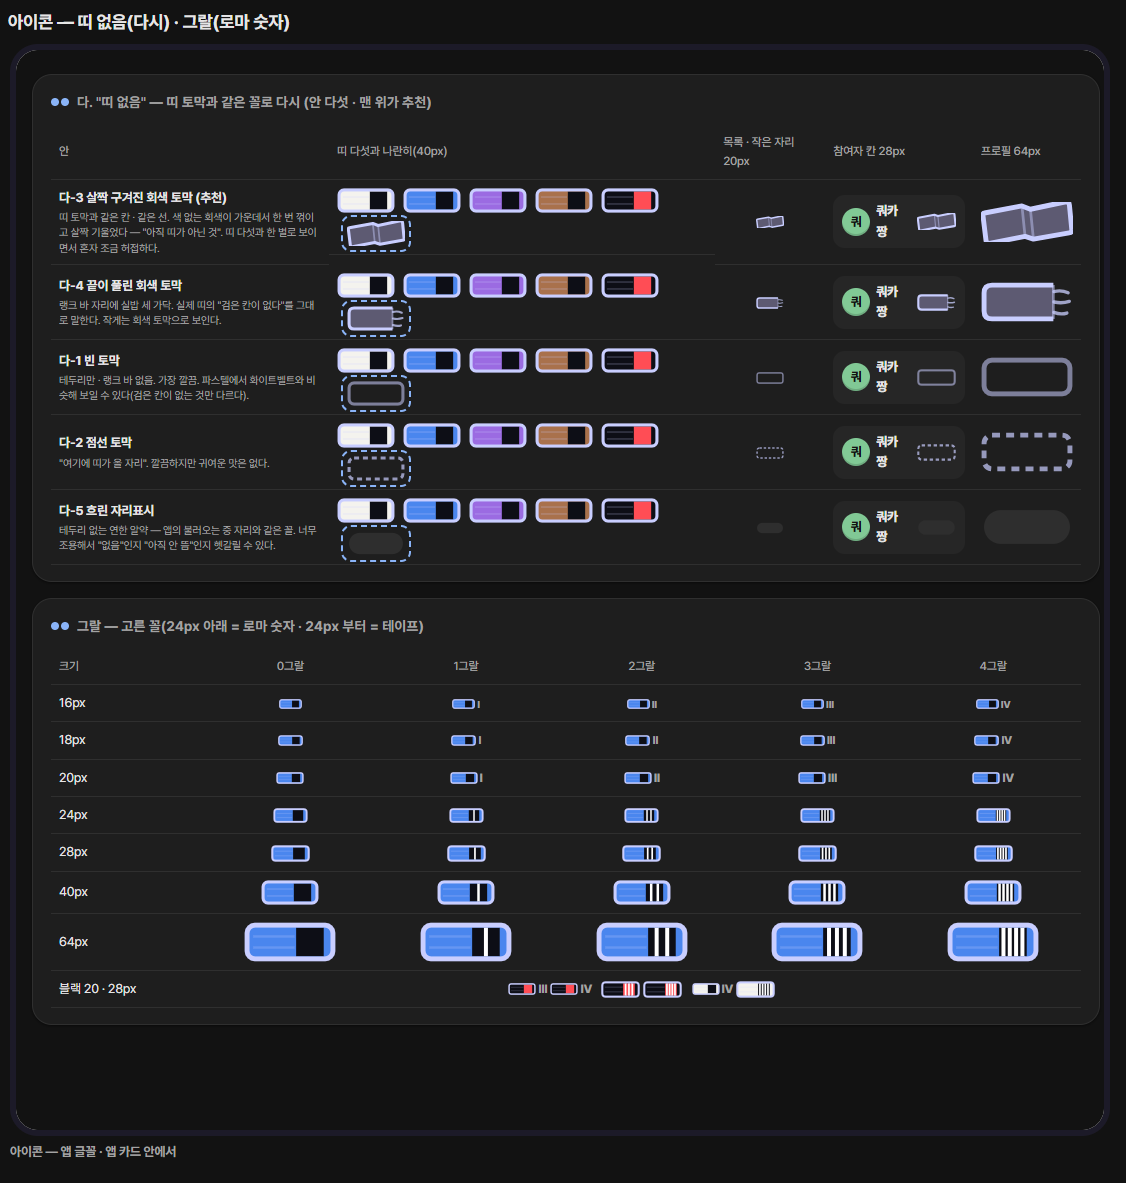 아이콘 — 띠 없음(다시) · 그랄(로마 숫자)
다. "띠 없음" — 띠 토막과 같은 꼴로 다시 (안 다섯 · 맨 위가 추천)
안
띠 다섯과 나란히(40px)
목록 · 작은 자리
20px
참여자 칸 28px
프로필 64px
다-3 살짝 구겨진 회색 토막 (추천)
띠 토막과 같은 칸 · 같은 선. 색 없는 회색이 가운데서 한 번 꺾이
고 살짝 기울었다 — "아직 띠가 아닌 것". 띠 다섯과 한 벌로 보이
면서 혼자 조금 허접하다.
쿼
쿼카
짱
다-4 끝이 풀린 회색 토막
랭크 바 자리에 실밥 세 가닥. 실제 띠의 "검은 칸이 없다"를 그대
로 말한다. 작게는 회색 토막으로 보인다.
쿼
쿼카
짱
다-1 빈 토막
테두리만 · 랭크 바 없음. 가장 깔끔. 파스텔에서 화이트벨트와 비
슷해 보일 수 있다(검은 칸이 없는 것만 다르다).
쿼
쿼카
짱
다-2 점선 토막
"여기에 띠가 올 자리". 깔끔하지만 귀여운 맛은 없다.
쿼
쿼카
짱
다-5 흐린 자리표시
테두리 없는 연한 알약 — 앱의 불러오는 중 자리와 같은 꼴. 너무
조용해서 "없음"인지 "아직 안 뜸"인지 헷갈릴 수 있다.
쿼
쿼카
짱
그랄 — 고른 꼴(24px 아래 = 로마 숫자 · 24px 부터 = 테이프)
크기 0그랄 1그랄 2그랄 3그랄 4그랄
16px I II III IV
18px I II III IV
20px I II III IV
24px
28px
40px
64px
블랙 20 · 28px III IV IV
아이콘 — 앱 글꼴 · 앱 카드 안에서